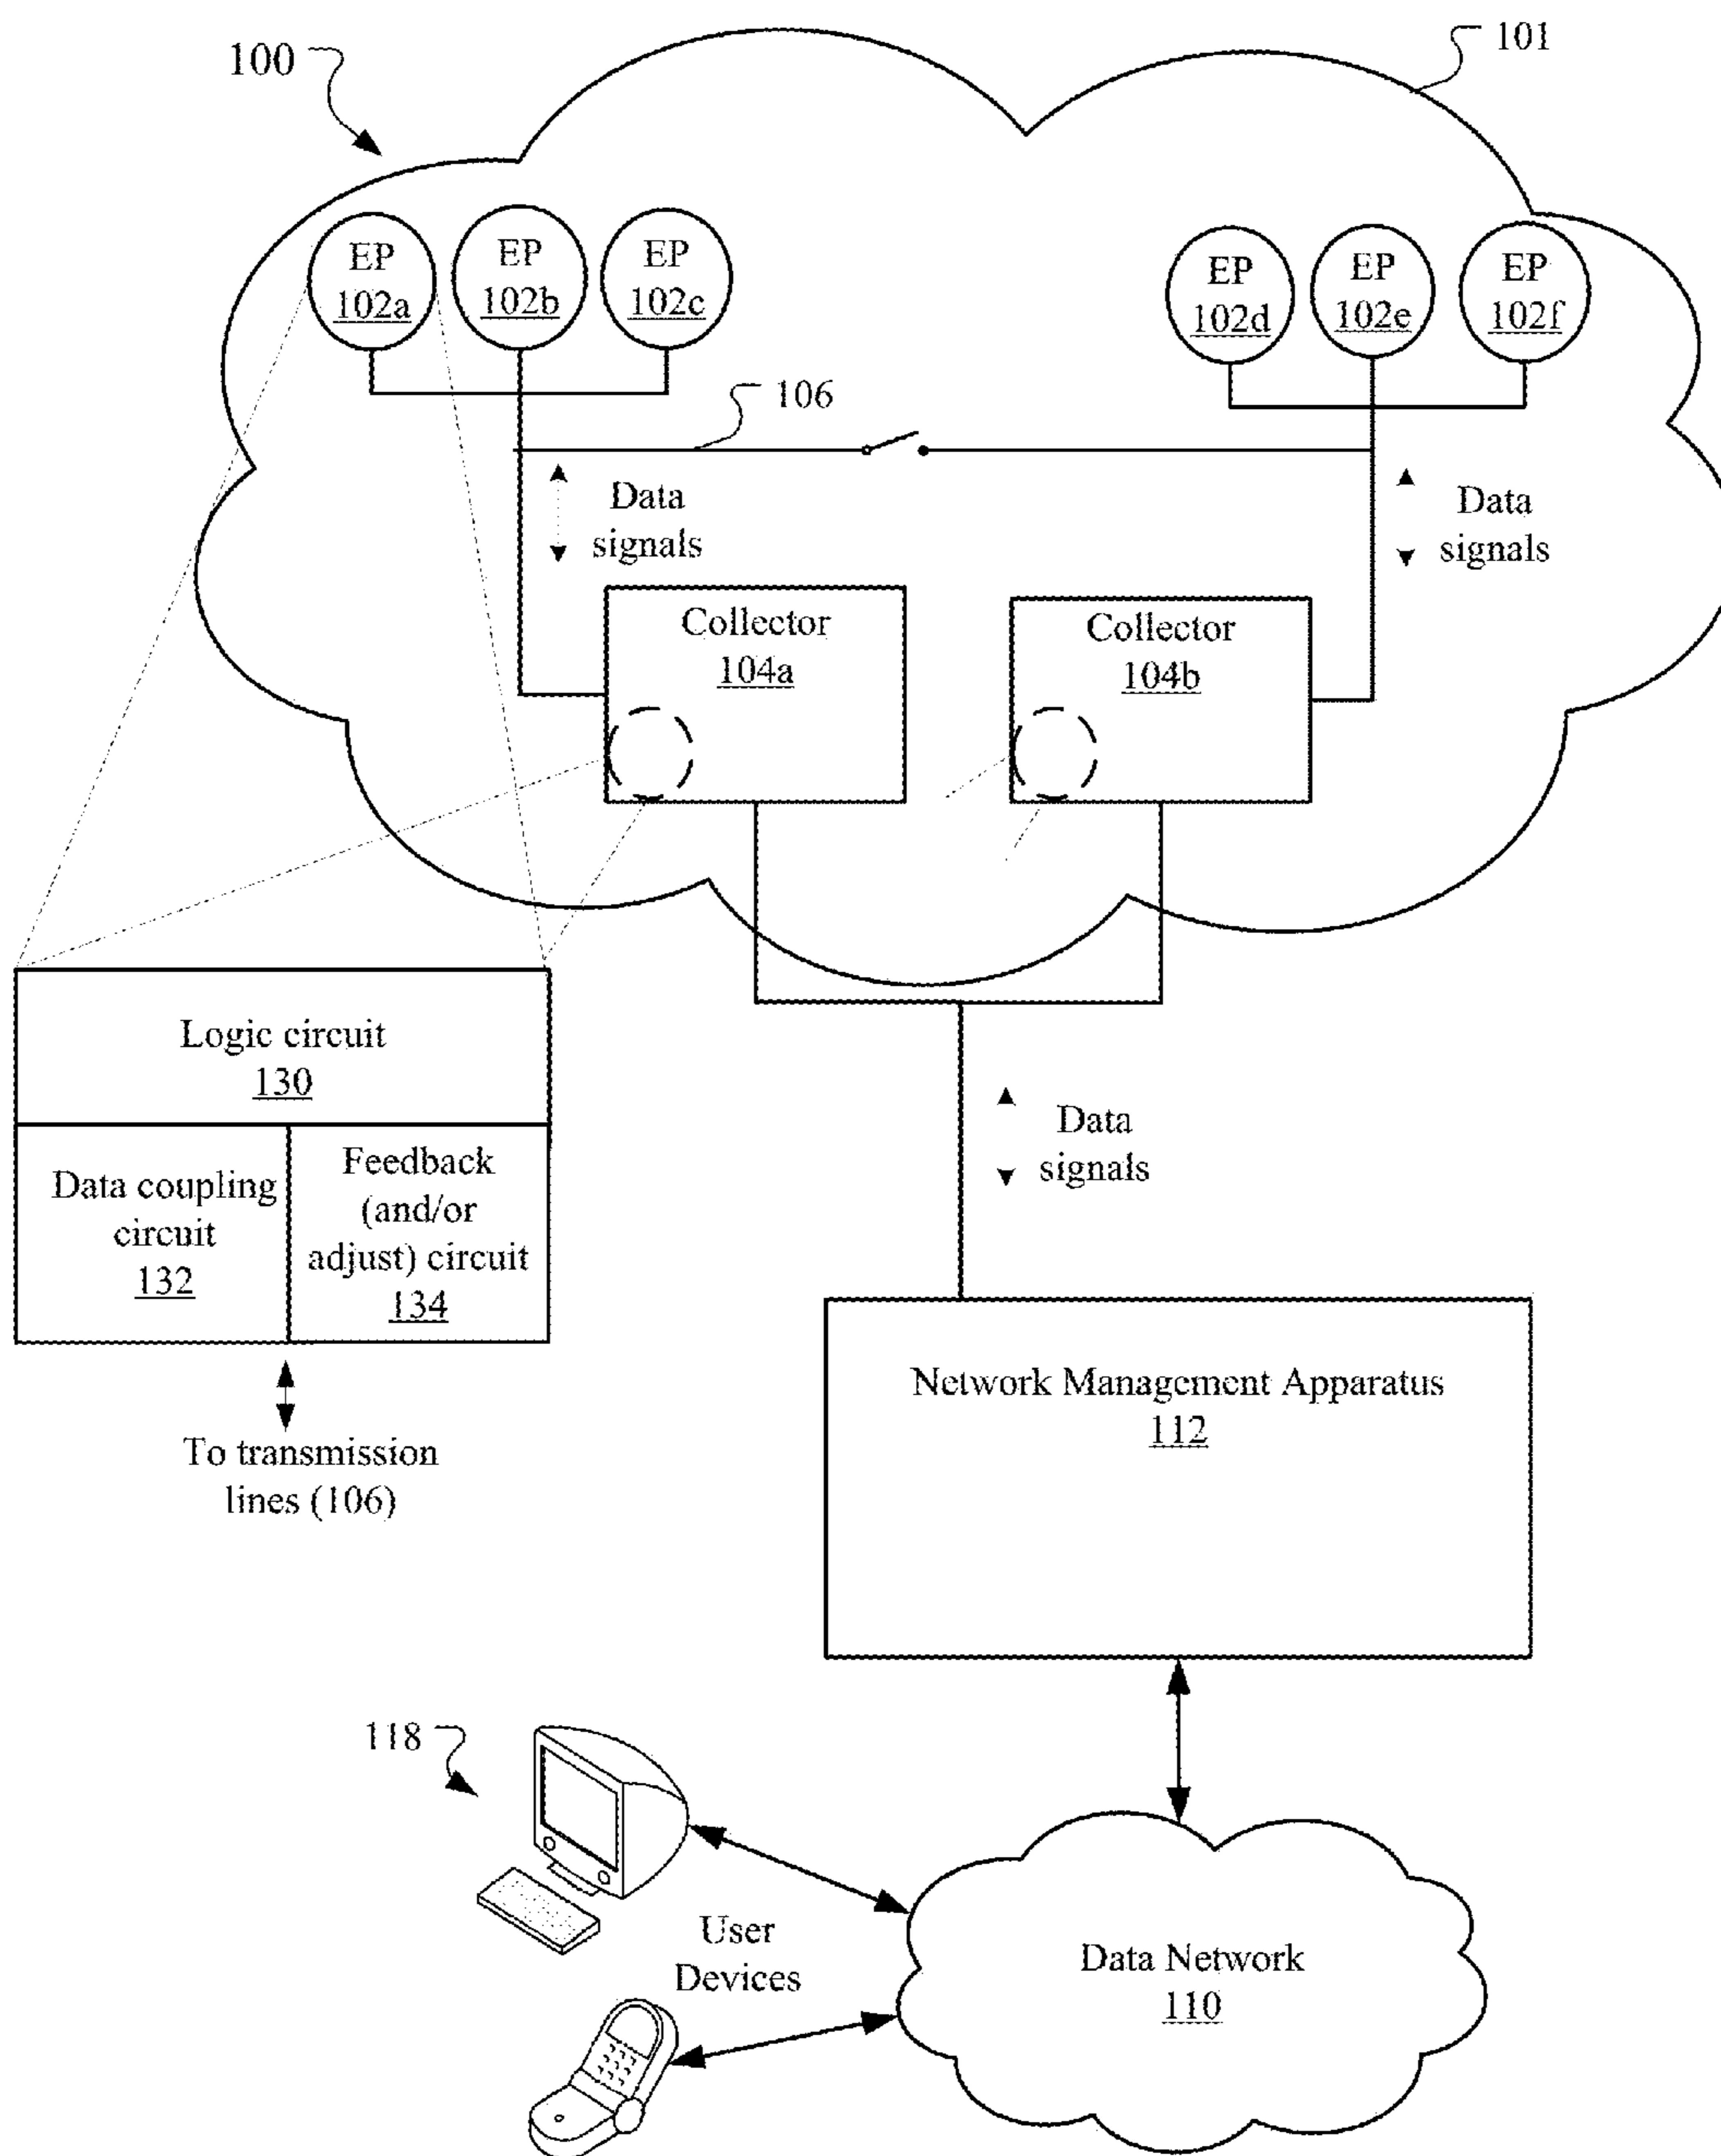 100
101
EP
102a
EP
102b
EP
102c
EP
102d
EP
102e
EP
102f
106
Data
signals
Data
signals
Collector
104a
Collector
104b
Logic circuit
130
Data coupling
circuit
132
Feedback
(and/or
adjust) circuit
134
Data
signals
To transmission
lines (106)
Network Management Apparatus
112
118
User
Devices
Data Network
110